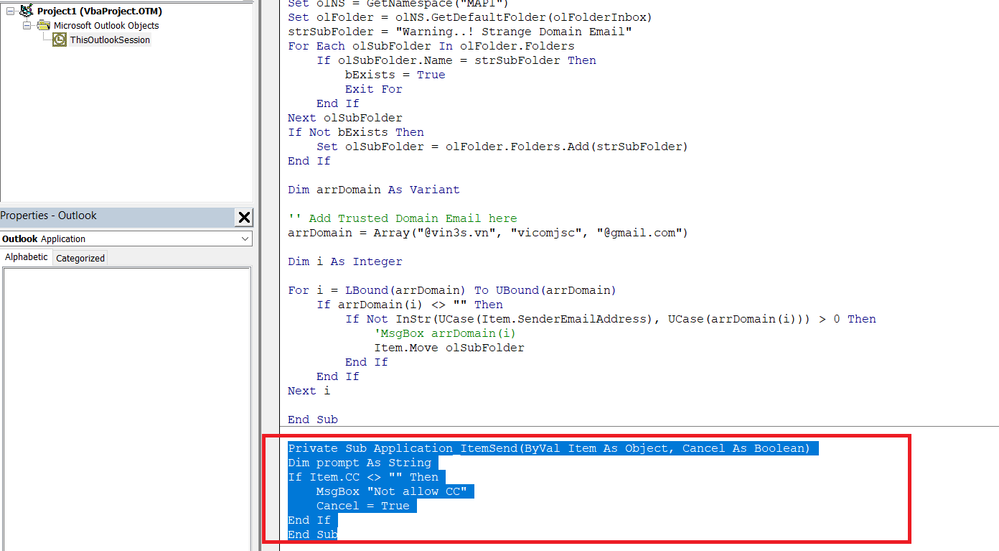 Project1 (VbaProject.OTM)
Microsoft Outlook Objects
ThisOutlookSession
Properties - Outlook
Outlook Application
Alphabetic Categorized
Set olNS = GetNamespace("MAPI")
Set olFolder = olNS.GetDefaultFolder(olFolderInbox)
strSubFolder = "Warning..! Strange Domain Email"
For Each olSubFolder In olFolder.Folders
    If olSubFolder.Name = strSubFolder Then
        bExists = True
        Exit For
    End If
Next olSubFolder
If Not bExists Then
    Set olSubFolder = olFolder.Folders.Add(strSubFolder)
End If
Dim arrDomain As Variant
'' Add Trusted Domain Email here
arrDomain = Array("@vin3s.vn", "vicomjsc", "@gmail.com")
Dim i As Integer
For i = LBound(arrDomain) To UBound(arrDomain)
    If arrDomain(i) <> "" Then
        If Not InStr(UCase(Item.SenderEmailAddress), UCase(arrDomain(i))) > 0 Then
            'MsgBox arrDomain(i)
            Item.Move olSubFolder
        End If
    End If
Next i
End Sub
Private Sub Application_ItemSend(ByVal Item As Object, Cancel As Boolean)
Dim prompt As String
If Item.CC <> "" Then
    MsgBox "Not allow CC"
    Cancel = True
End If
End Sub